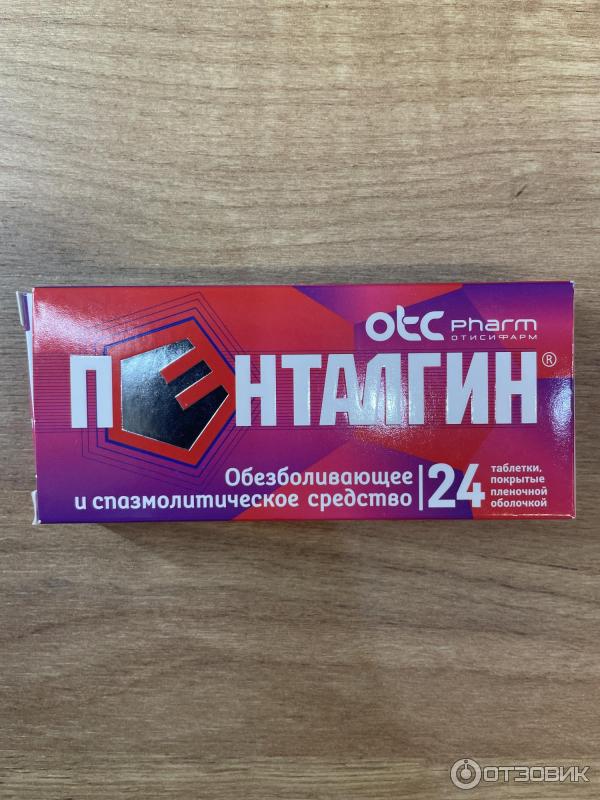 otc pharm
ОТИСИФАРМ
ПЕНТАЛГИН®
Обезболивающее
и спазмолитическое средство
24
таблетки,
покрытые
пленочной
оболочкой
ОТЗОВИК